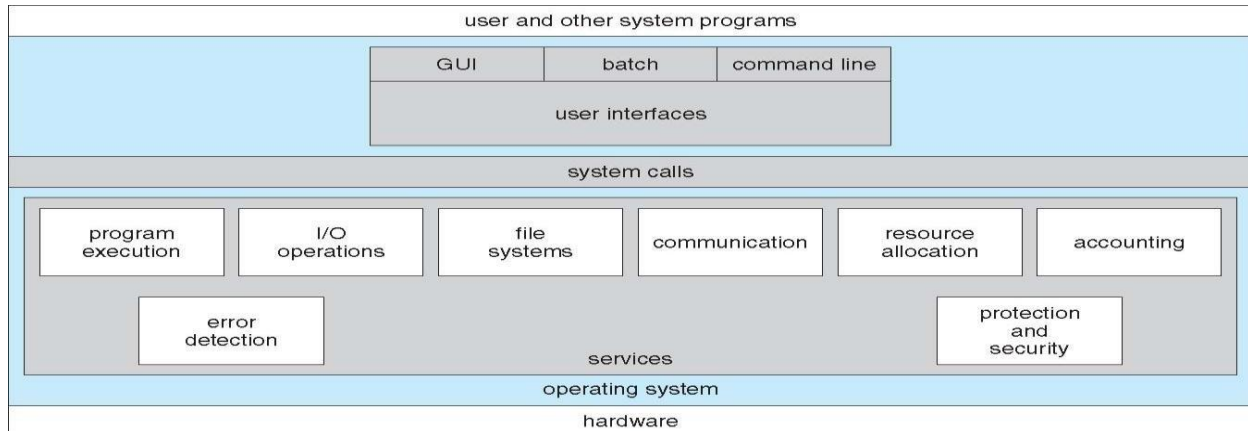 user and other system programs
GUI batch command line
user interfaces
system calls
program execution
I/O operations
file systems
communication
resource allocation
accounting
error detection
protection and security
services
operating system
hardware